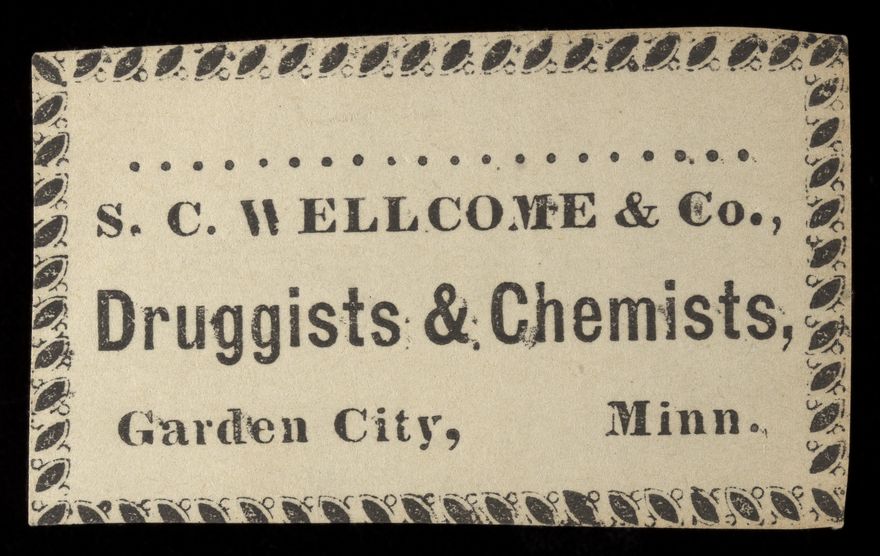 S. C. WELLCOME & Co.,
Druggists & Chemists,
Garden City, Minn.